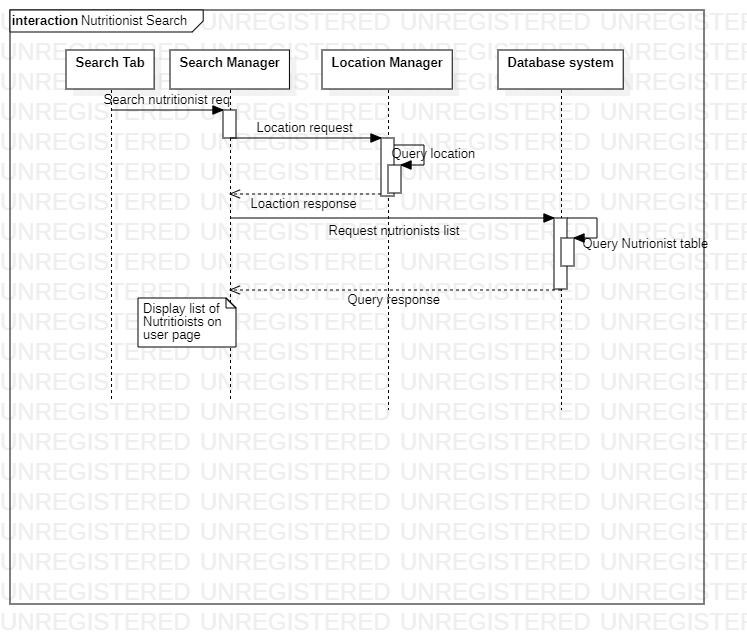 interaction Nutritionist Search
Search Tab
Search Manager
Location Manager
Database system
Search nutritionist req
Location request
Query location
Loaction response
Request nutrionists list
Query Nutrionist table
Query response
Display list of
Nutritioists on
user page
UNREGISTERED UNREGISTERED UNREGISTERED UNREGISTERED